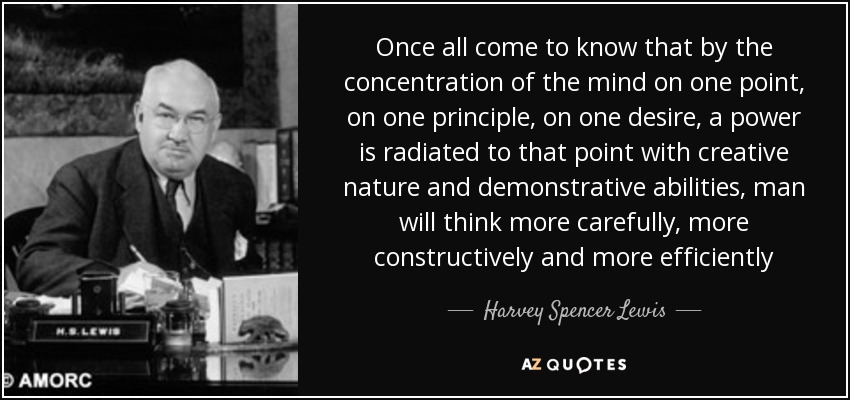 Once all come to know that by the
concentration of the mind on one point,
on one principle, on one desire, a power
is radiated to that point with creative
nature and demonstrative abilities, man
will think more carefully, more
constructively and more efficiently
Harvey Spencer Lewis
AZ QUOTES
H.S.LEWIS
© AMORC